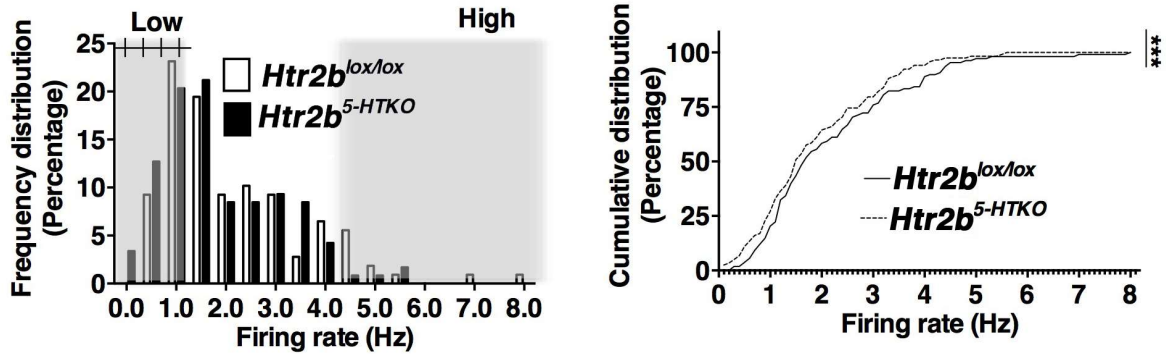 Low
High
Frequency distribution
(Percentage)
25
20
15
10
5
0
Htr2b lox/lox
Htr2b 5-HTKO
0.0 1.0 2.0 3.0 4.0 5.0 6.0 7.0 8.0
Firing rate (Hz)
Cumulative distribution
(Percentage)
100
75
50
25
0
Htr2b lox/lox
Htr2b 5-HTKO
0 1 2 3 4 5 6 7 8
Firing rate (Hz)
***